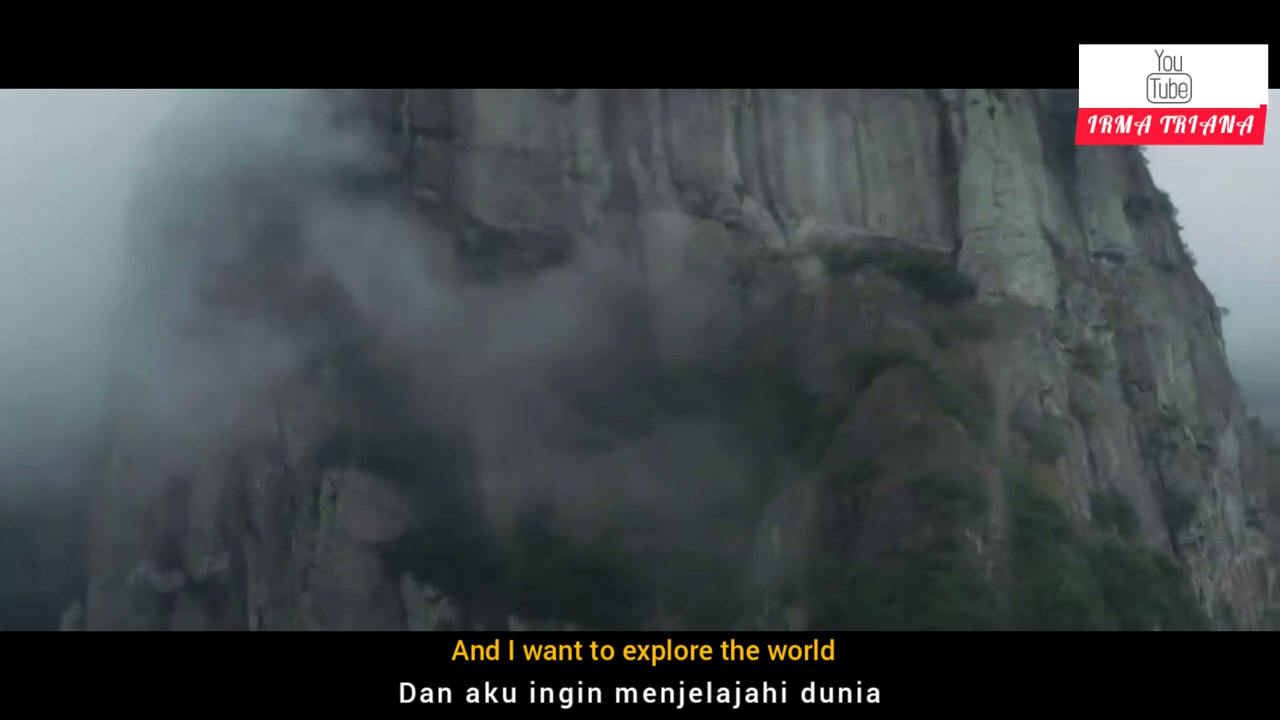 You
Tube
IRMA TRIANA
And I want to explore the world
Dan aku ingin menjelajahi dunia